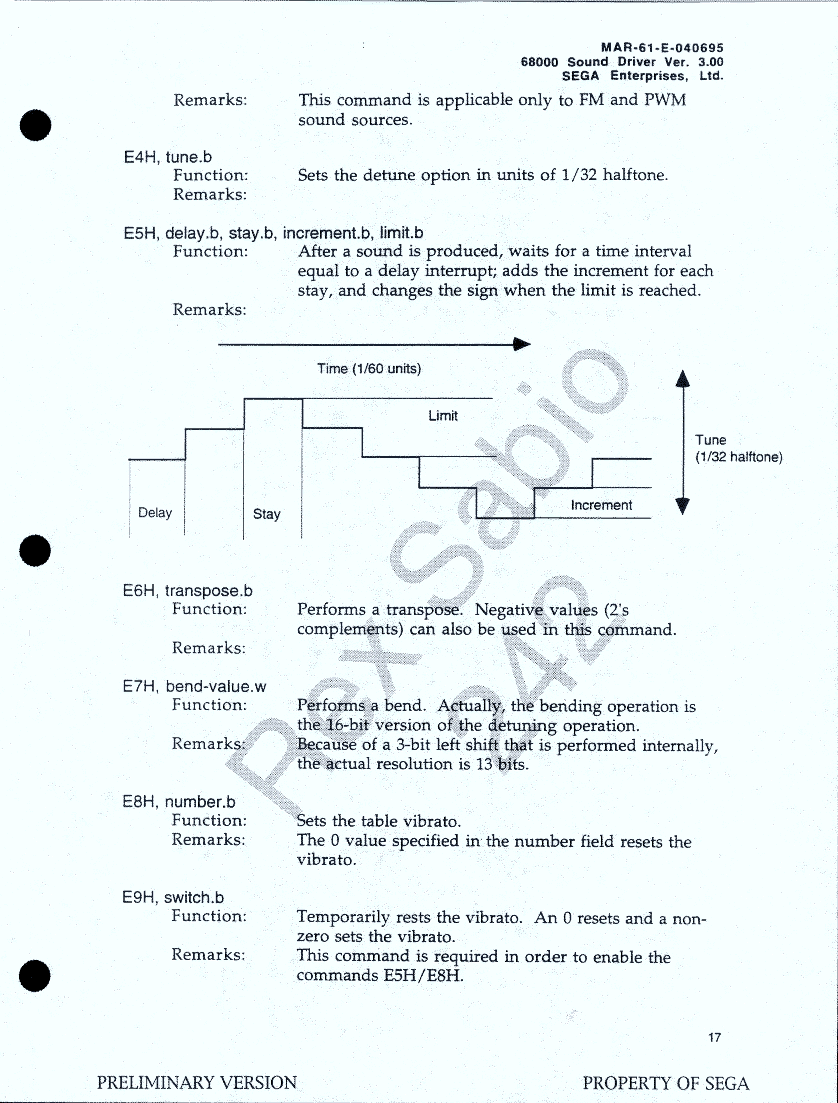 MAR-61-E-040695
68000 Sound Driver Ver. 3.00
SEGA Enterprises, Ltd.
Remarks: This command is applicable only to FM and PWM
sound sources.
E4H, tune.b
Function: Sets the detune option in units of 1/32 halftone.
Remarks:
E5H, delay.b, stay.b, increment.b, limit.b
Function: After a sound is produced, waits for a time interval
equal to a delay interrupt; adds the increment for each
stay, and changes the sign when the limit is reached.
Remarks:
Time (1/60 units)
Limit
Tune
(1/32 halftone)
Increment
Delay
Stay
E6H, transpose.b
Function: Performs a transpose. Negative values (2's
complements) can also be used in this command.
Remarks:
E7H, bend-value.w
Function: Performs a bend. Actually, the bending operation is
the 16-bit version of the detuning operation.
Remarks: Because of a 3-bit left shift that is performed internally,
the actual resolution is 13 bits.
E8H, number.b
Function: Sets the table vibrato.
Remarks: The 0 value specified in the number field resets the
vibrato.
E9H, switch.b
Function: Temporarily rests the vibrato. An 0 resets and a non-
zero sets the vibrato.
Remarks: This command is required in order to enable the
commands E5H/E8H.
17
PRELIMINARY VERSION
PROPERTY OF SEGA
Rex Sabio
242